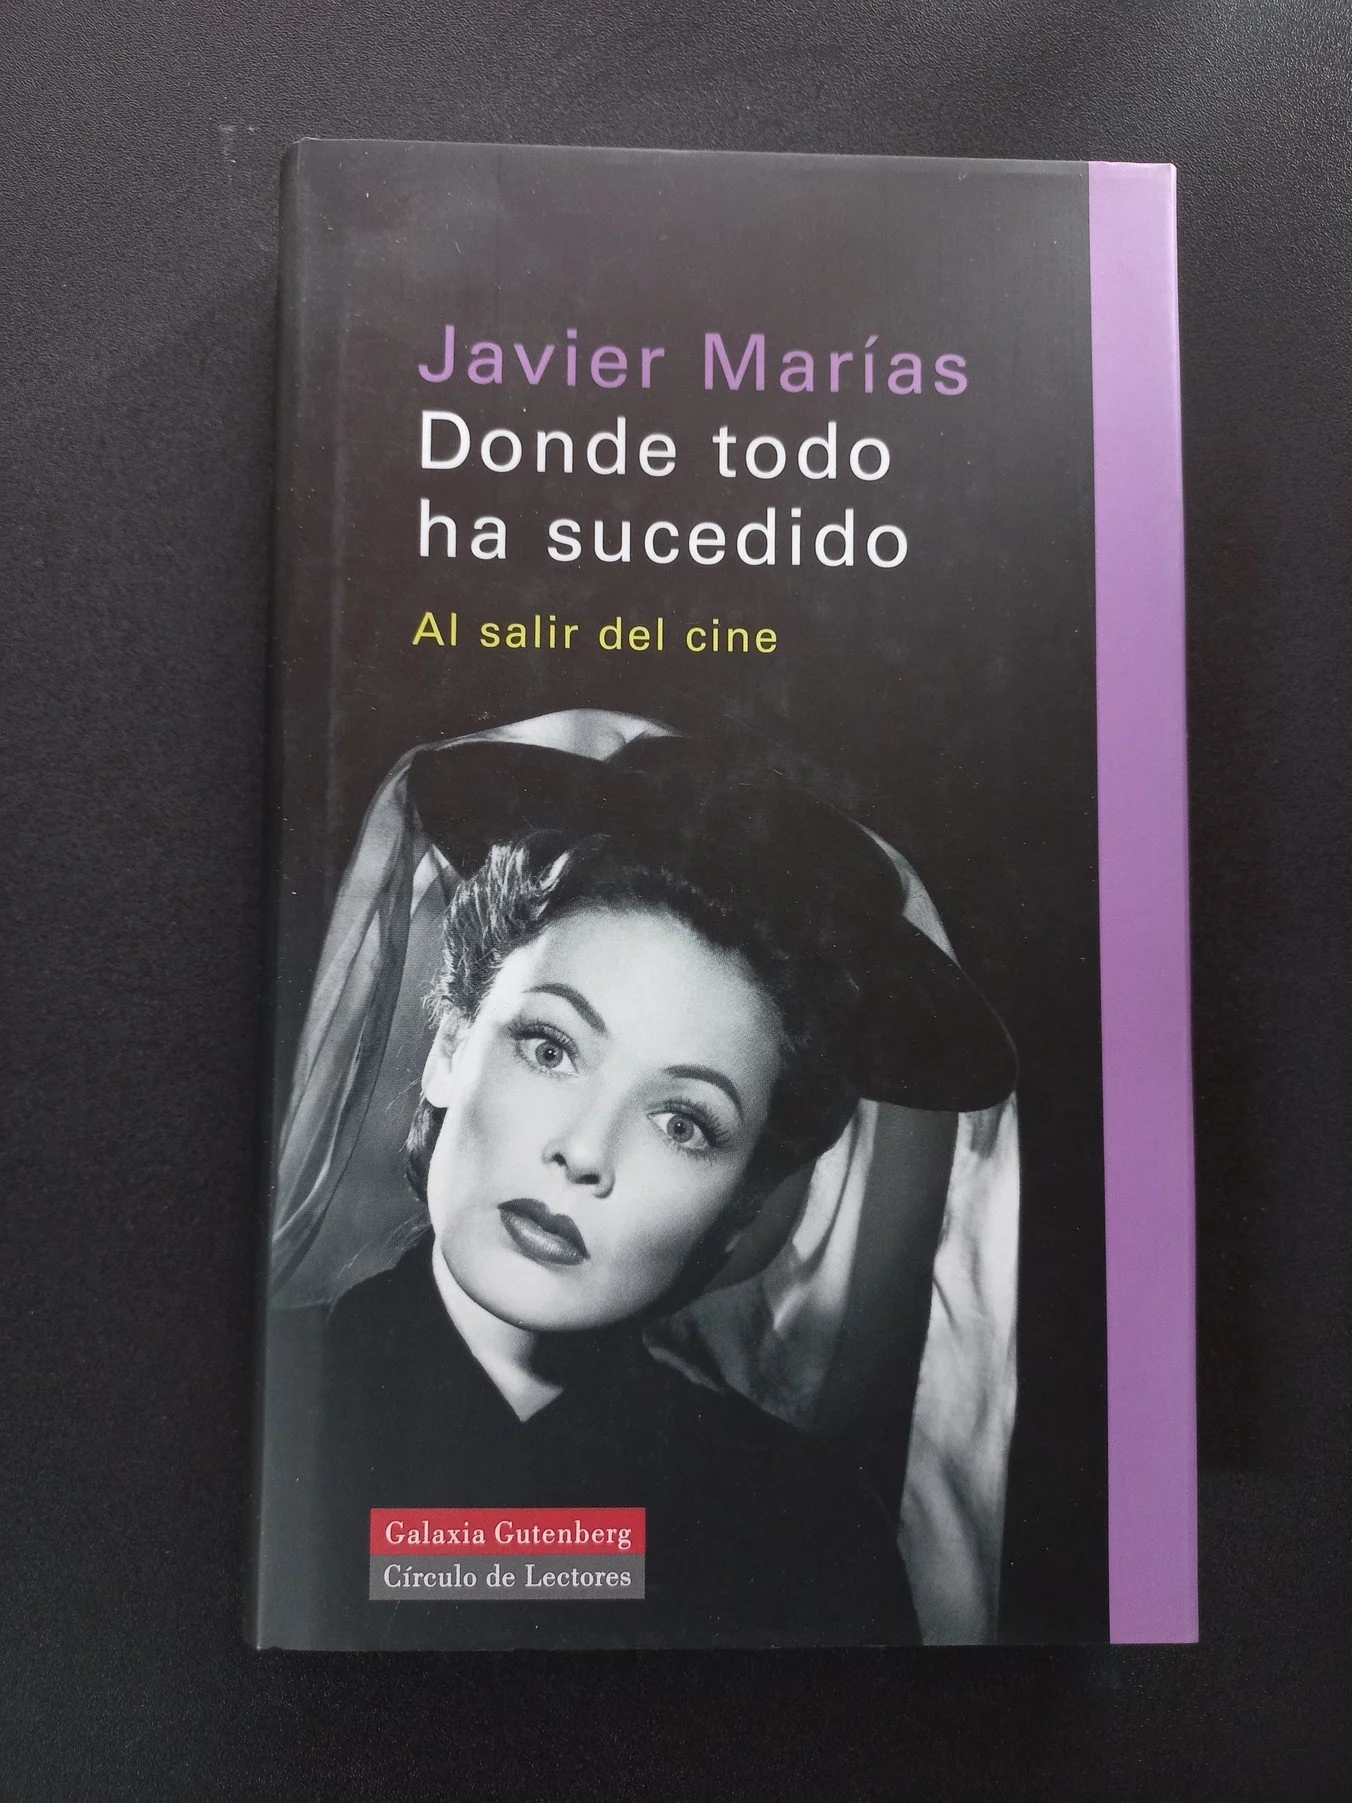 Javier Marías
Donde todo
ha sucedido
Al salir del cine
Galaxia Gutenberg
Círculo de Lectores